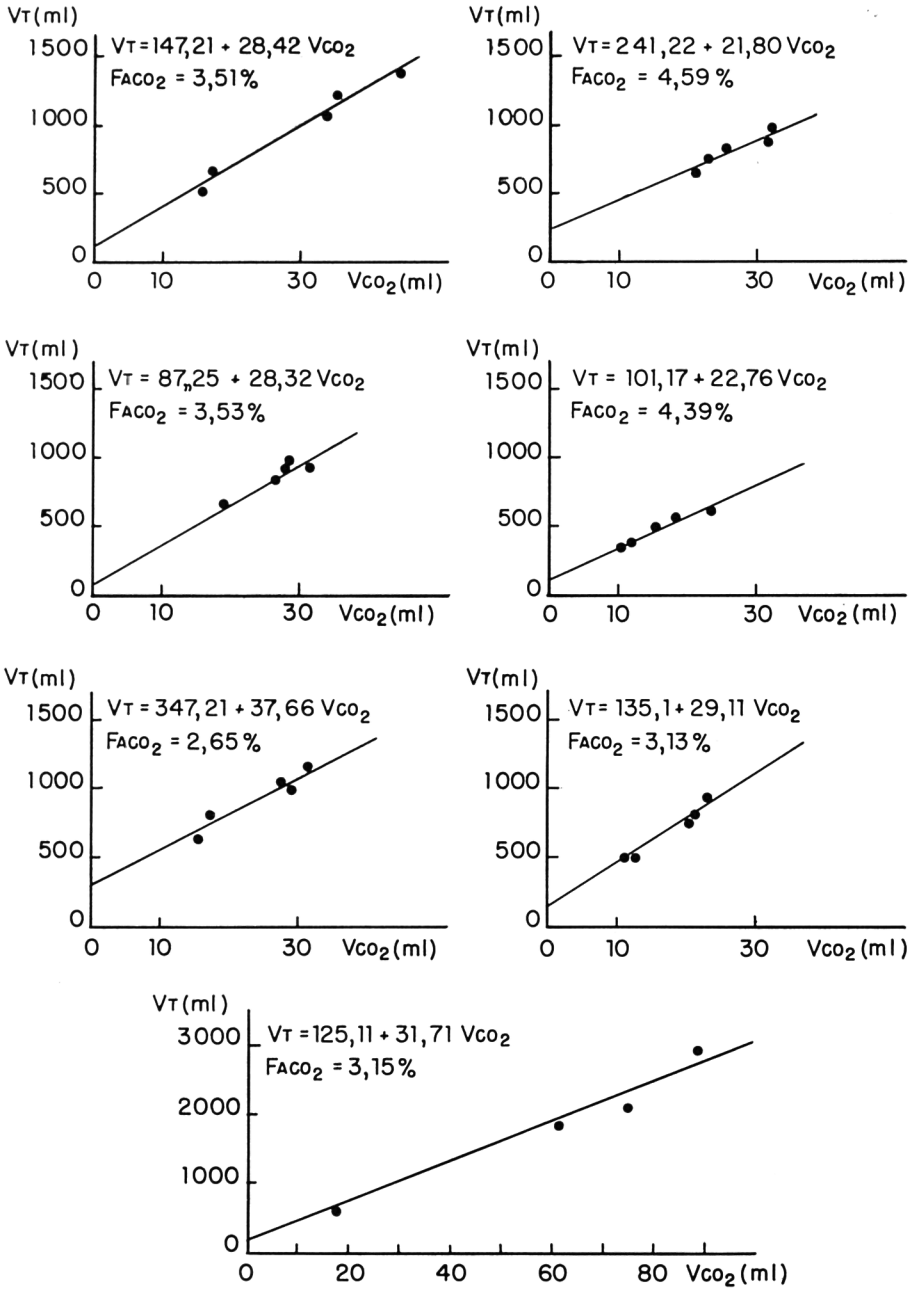 VT(ml)
1500
1000
500
0
VT=147,21 + 28,42 VCO2
FACO2 = 3,51%
0 10 30 VCO2(ml)
VT(ml)
1500
1000
500
0
VT=241,22 + 21,80 VCO2
FACO2 = 4,59 %
0 10 30 VCO2(ml)
VT(ml)
1500
1000
500
0
VT = 87,,25 + 28,32 VCO2
FACO2 = 3,53%
0 10 30 VCO2(ml)
VT(ml)
1500
1000
500
0
VT = 101,17 + 22,76 VCO2
FACO2 = 4,39%
0 10 30 VCO2(ml)
VT(ml)
1500
1000
500
0
VT = 347,21 + 37,66 VCO2
FACO2 = 2,65%
0 10 30 VCO2(ml)
VT(ml)
1500
1000
500
0
VT=135,1+29,11 VCO2
FACO2 = 3,13%
0 10 30 VCO2(ml)
VT(ml)
3000
2000
1000
0
VT =125,11 + 31,71 VCO2
FACO2 = 3,15%
0 20 40 60 80 VCO2(ml)